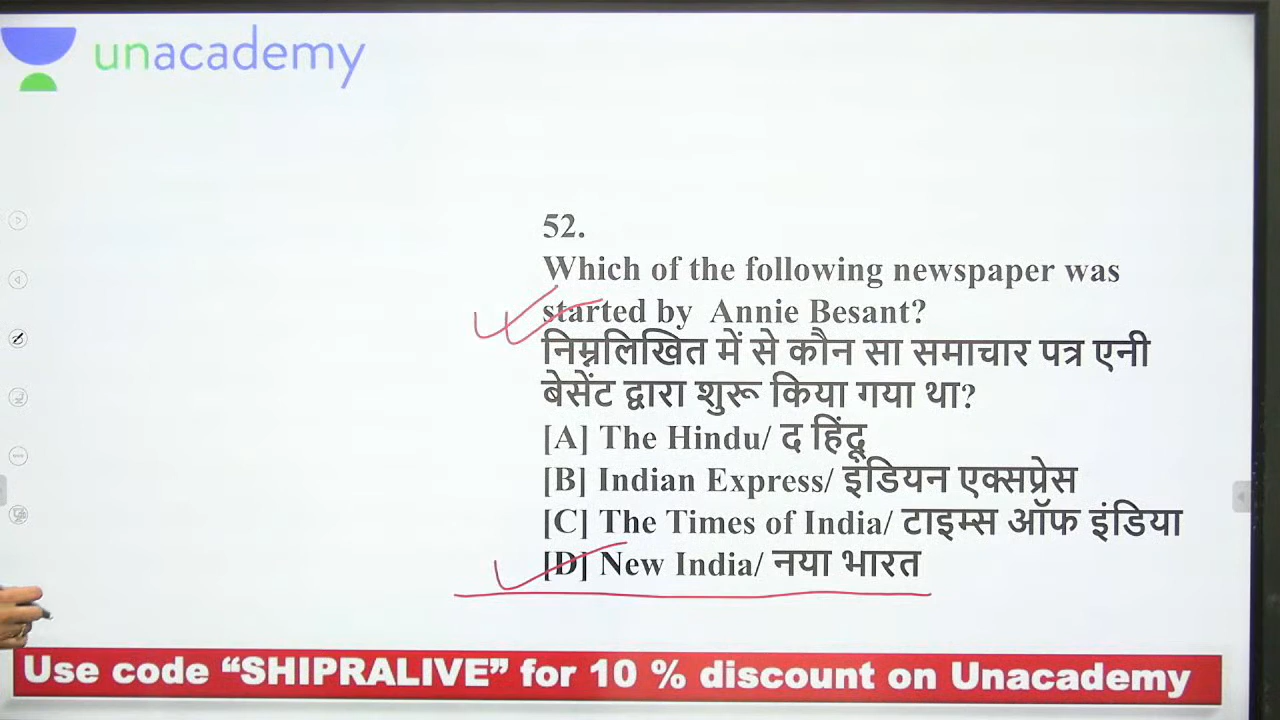 unacademy
52.
Which of the following newspaper was
started by Annie Besant?
निम्नलिखित में से कौन सा समाचार पत्र एनी
बेसेंट द्वारा शुरू किया गया था?
[A] The Hindu/ द हिंदू
[B] Indian Express/ इंडियन एक्सप्रेस
[C] The Times of India/ टाइम्स ऑफ इंडिया
[D] New India/ नया भारत
Use code “SHIPRALIVE” for 10 % discount on Unacademy